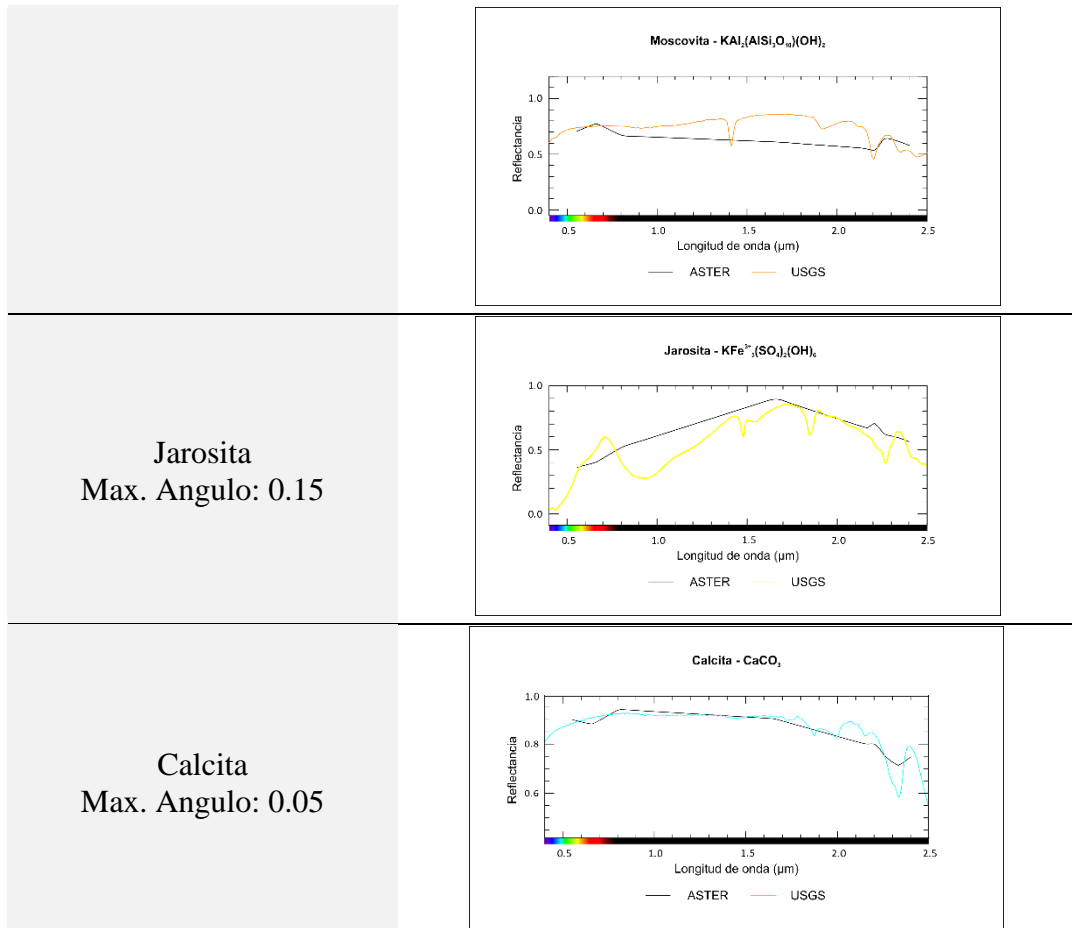 Moscovita - KAl₂(AlSi₃O₁₀)(OH)₂
Reflectancia
1.0
0.5
0.0
0.5 1.0 1.5 2.0 2.5
Longitud de onda (µm)
ASTER USGS
Jarosita
Max. Angulo: 0.15
Jarosita - KFe³⁺₃(SO₄)₂(OH)₆
Reflectancia
1.0
0.5
0.0
0.5 1.0 1.5 2.0 2.5
Longitud de onda (µm)
ASTER USGS
Calcita
Max. Angulo: 0.05
Calcita - CaCO₃
Reflectancia
1.0
0.8
0.6
0.5 1.0 1.5 2.0 2.5
Longitud de onda (µm)
ASTER USGS